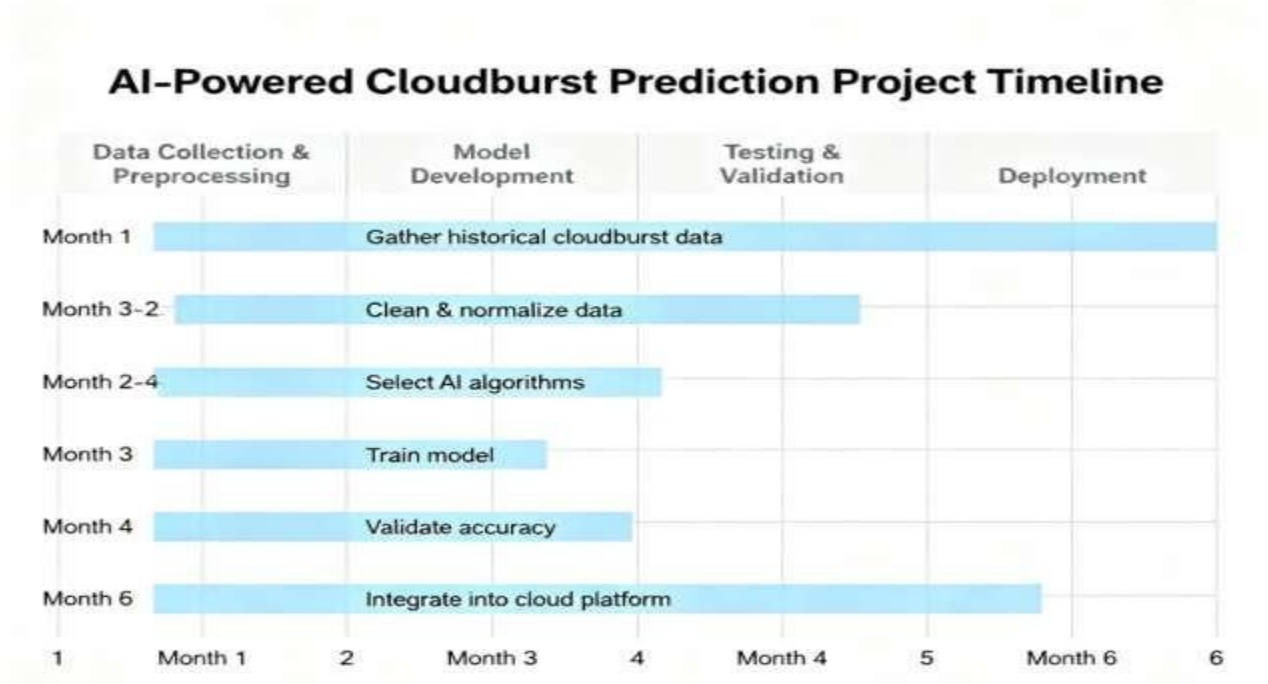 AI-Powered Cloudburst Prediction Project Timeline
Data Collection &
Preprocessing
Model
Development
Testing &
Validation
Deployment
Month 1
Gather historical cloudburst data
Month 3-2
Clean & normalize data
Month 2-4
Select AI algorithms
Month 3
Train model
Month 4
Validate accuracy
Month 6
Integrate into cloud platform
1 Month 1 2 Month 3 4 Month 4 5 Month 6 6